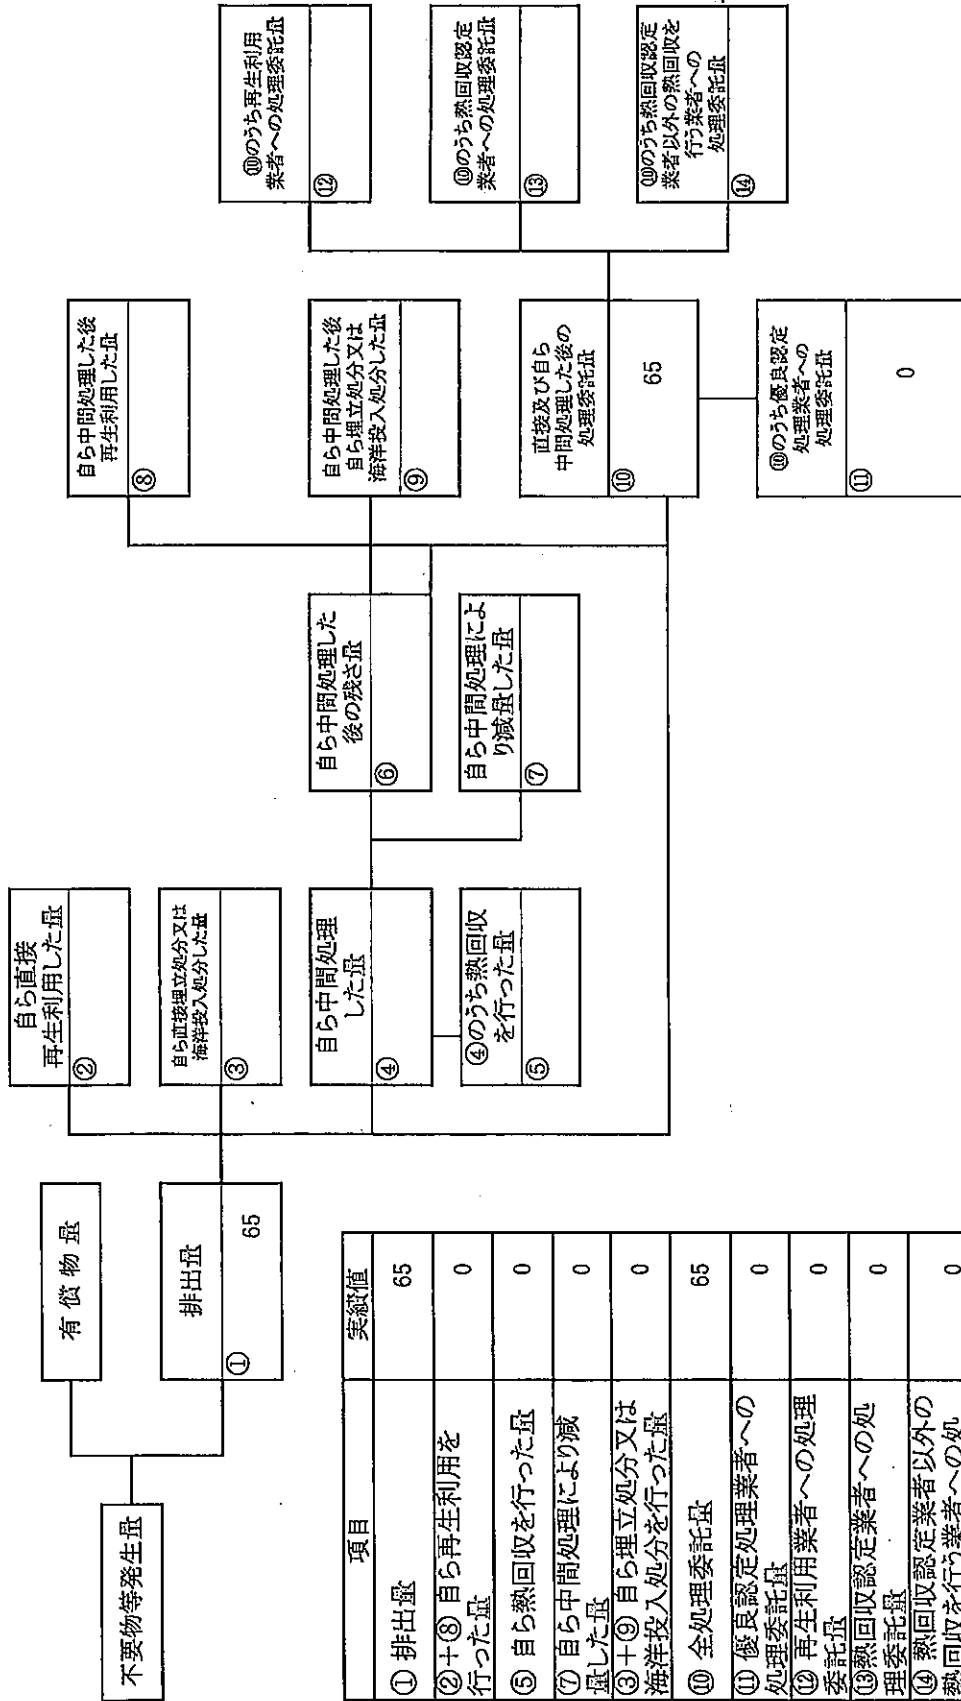 不要物等発生量
有 償 物 量
排出量
①
65
自ら直接
再生利用した量
②
自ら直接埋立処分又は
海洋投入処分した量
③
自ら中間処理
した量
④
④のうち熱回収
を行った量
⑤
自ら中間処理した
後の残さ量
⑥
自ら中間処理によ
り減量した量
⑦
自ら中間処理した後
再生利用した量
⑧
自ら中間処理した後
自ら埋立処分又は
海洋投入処分した量
⑨
直接及び自ら
中間処理した後の
処理委託量
⑩
65
⑩のうち優良認定
処理業者への
処理委託量
⑪
0
⑩のうち再生利用
業者への処理委託量
⑫
⑩のうち熱回収認定
業者への処理委託量
⑬
⑩のうち熱回収認定
業者以外の熱回収を
行う業者への
処理委託量
⑭
項目 実績値
① 排出量 65
②+⑧ 自ら再生利用を
行った量 0
⑤ 自ら熱回収を行った量 0
⑦ 自ら中間処理により減
量した量 0
③+⑨ 自ら埋立処分又は
海洋投入処分を行った量 0
⑩ 全処理委託量 65
⑪ 優良認定処理業者への
処理委託量 0
⑫ 再生利用業者への処理
委託量 0
⑬熱回収認定業者への処
理委託量 0
⑭ 熱回収認定業者以外の
熱回収を行う業者への処 0